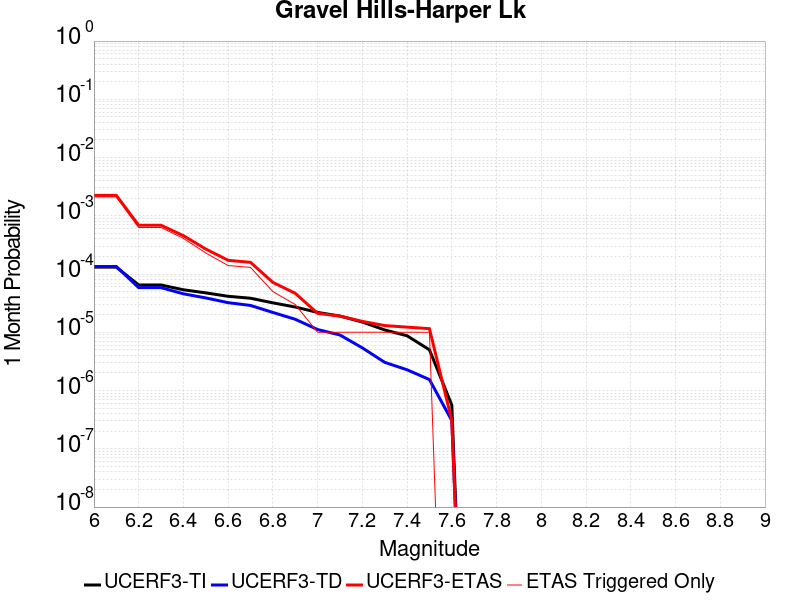 Gravel Hills-Harper Lk
10^0
10^-1
10^-2
10^-3
10^-4
10^-5
10^-6
10^-7
10^-8
1 Month Probability
6 6.2 6.4 6.6 6.8 7 7.2 7.4 7.6 7.8 8 8.2 8.4 8.6 8.8 9
Magnitude
UCERF3-TI UCERF3-TD UCERF3-ETAS ETAS Triggered Only